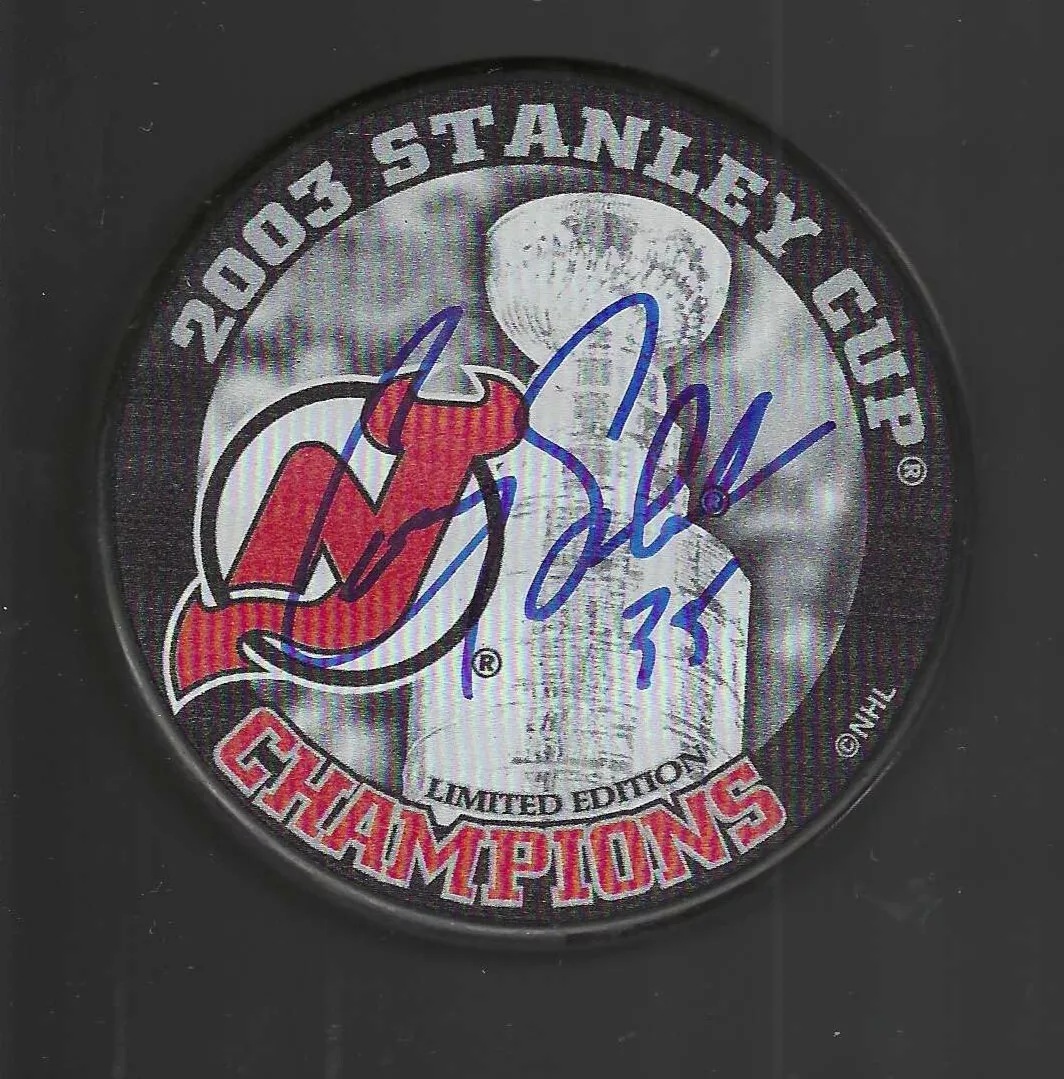 2003 STANLEY CUP®
®
®
35
©NHL
LIMITED EDITION
CHAMPIONS